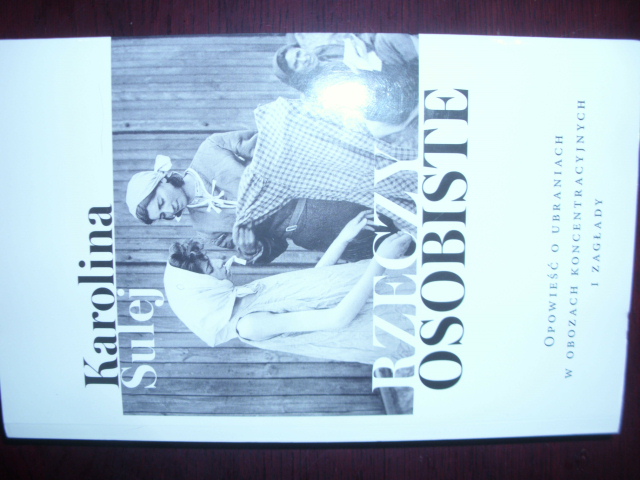 Karolina
Sulej
RZECZY
OSOBISTE
OPOWIEŚĆ O UBRANIACH
W OBOZACH KONCENTRACYJNYCH
I ZAGŁADY